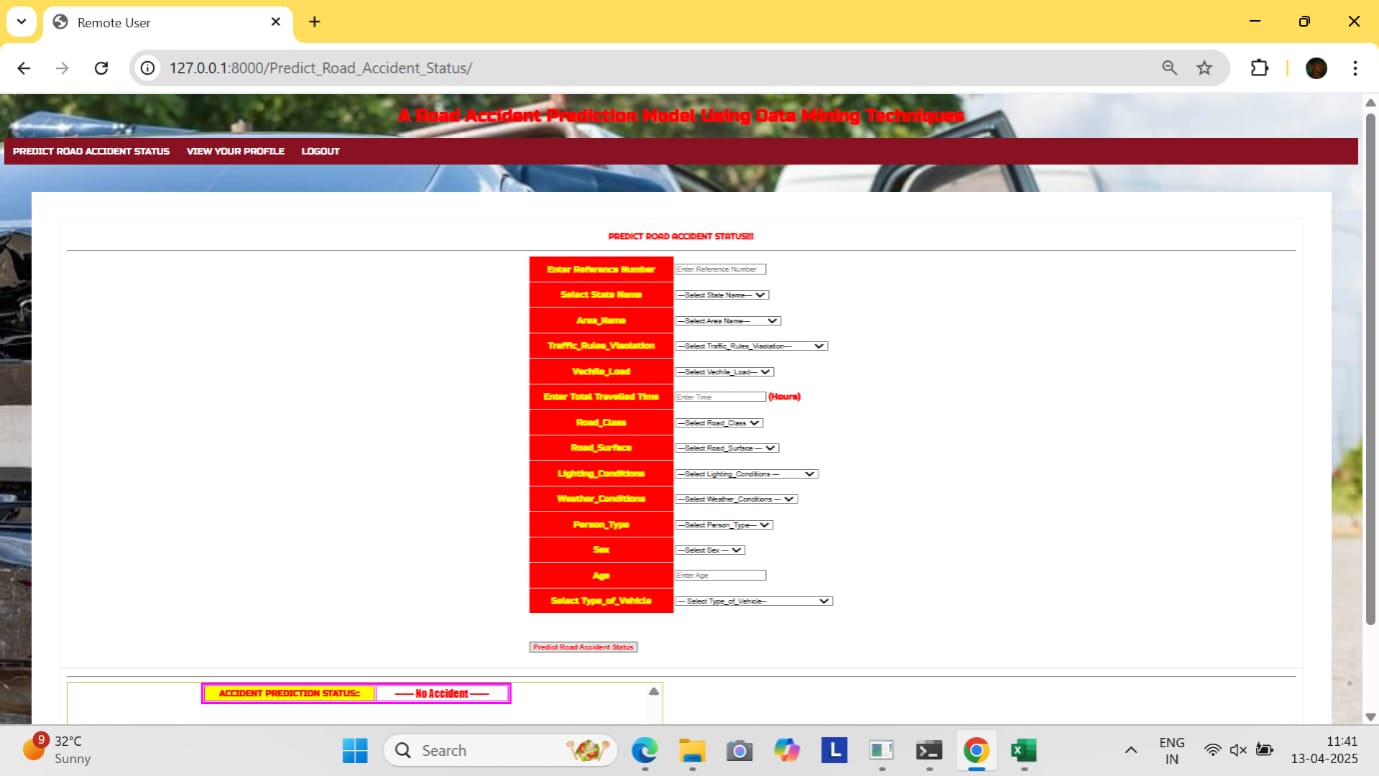 Remote User
127.0.0.1:8000/Predict_Road_Accident_Status/
A Road Accident Prediction Model Using Data Mining Techniques
PREDICT ROAD ACCIDENT STATUS VIEW YOUR PROFILE LOGOUT
PREDICT ROAD ACCIDENT STATUS!!!
Enter Reference Number Enter Reference Number
Select State Name ---Select State Name---
Area_Name ---Select Area Name---
Traffic_Rules_Viaolation ---Select Traffic_Rules_Viaolation---
Vechile_Load ---Select Vechile_Load---
Enter Total Travelled Time Enter Time (Hours)
Road_Class ---Select Road_Class
Road_Surface ---Select Road_Surface ---
Lighting_Conditions ---Select Lighting_Conditions ---
Weather_Conditions ---Select Weather_Conditions ---
Person_Type ---Select Person_Type---
Sex ---Select Sex ---
Age Enter Age
Select Type_of_Vehicle --- Select Type_of_Vehicle--
Predict Road Accident Status
ACCIDENT PREDICTION STATUS:: ------ No Accident ------
9
32°C
Sunny
Search
L
ENG
IN
11:41
13-04-2025